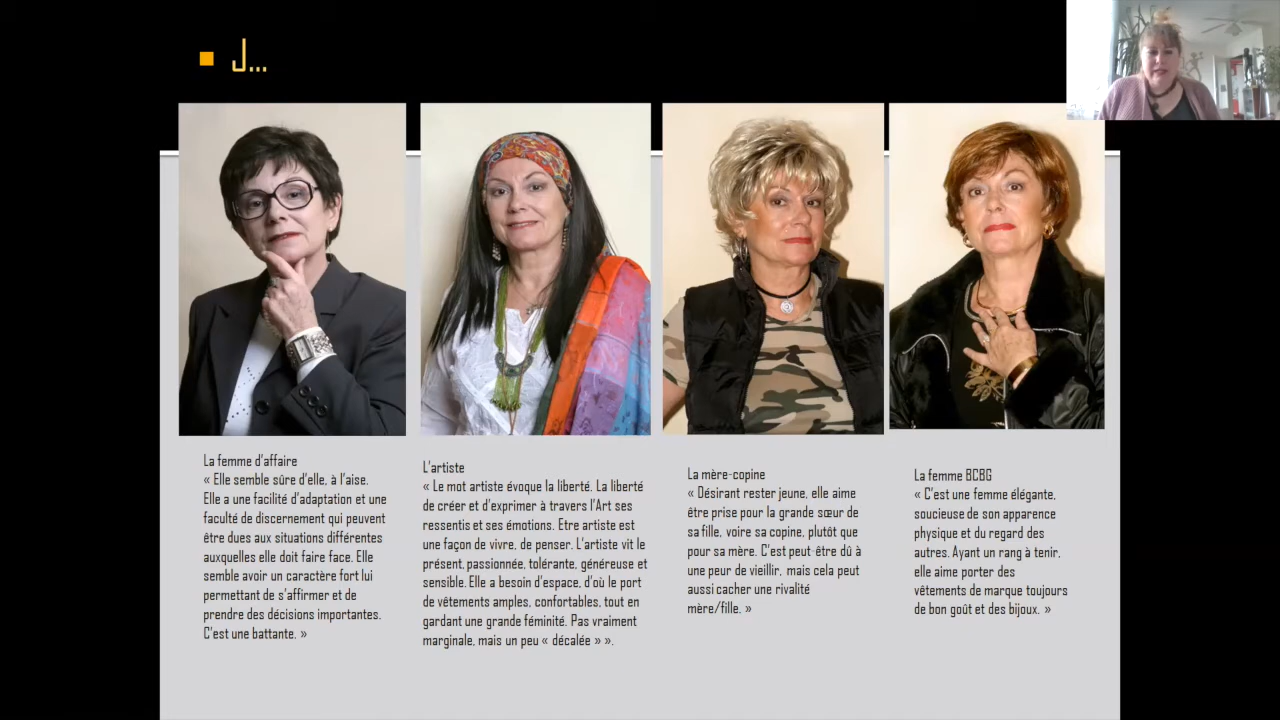 J...
La femme d'affaire
« Elle semble sûre d'elle, à l'aise.
Elle a une facilité d'adaptation et une
faculté de discernement qui peuvent
être dues aux situations différentes
auxquelles elle doit faire face. Elle
semble avoir un caractère fort lui
permettant de s'affirmer et de
prendre des décisions importantes.
C'est une battante. »
L'artiste
« Le mot artiste évoque la liberté. La liberté
de créer et d'exprimer à travers l'Art ses
ressentis et ses émotions. Etre artiste est
une façon de vivre, de penser. L'artiste vit le
présent, passionnée, tolérante, généreuse et
sensible. Elle a besoin d'espace, d'où le port
de vêtements amples, confortables, tout en
gardant une grande féminité. Pas vraiment
marginale, mais un peu « décalée » ».
La mère-copine
« Désirant rester jeune, elle aime
être prise pour la grande sœur de
sa fille, voire sa copine, plutôt que
pour sa mère. C'est peut-être dû à
une peur de vieillir, mais cela peut
aussi cacher une rivalité
mère/fille. »
La femme BCBG
« C'est une femme élégante,
soucieuse de son apparence
physique et du regard des
autres. Ayant un rang à tenir,
elle aime porter des
vêtements de marque toujours
de bon goût et des bijoux. »